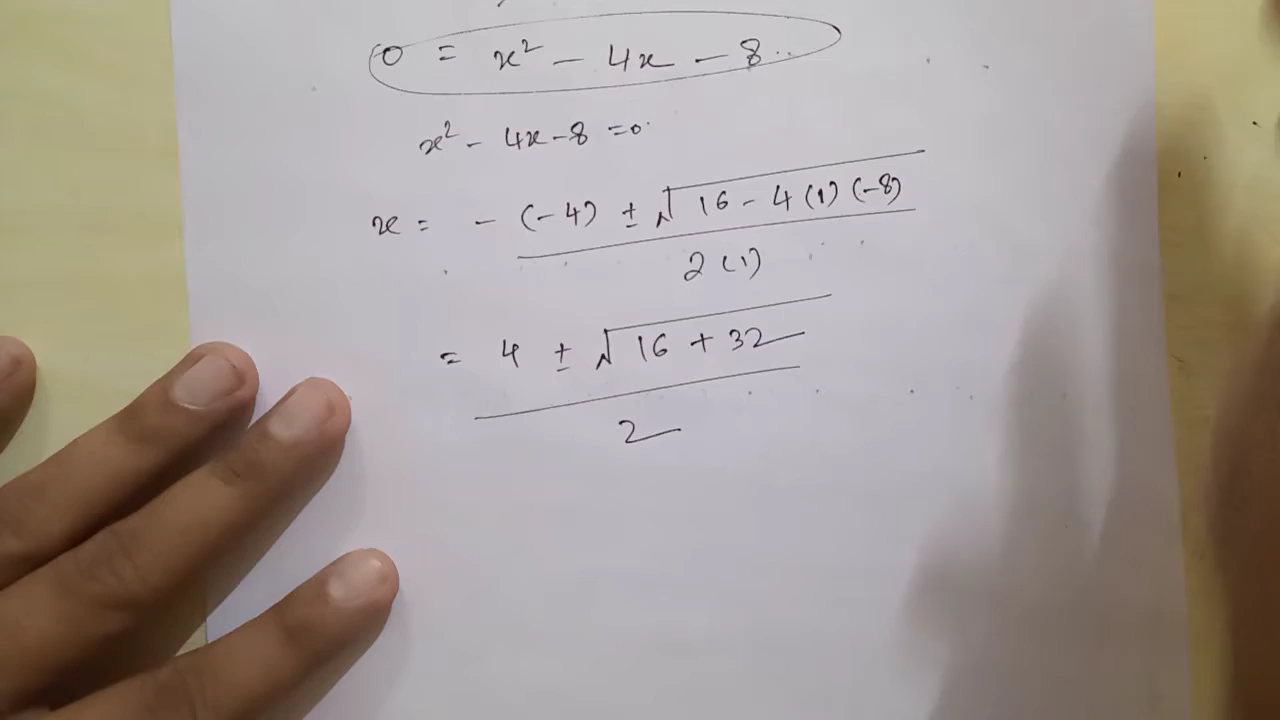 0 = x² - 4x - 8..
x² - 4x - 8 = 0.
x = - (-4) ± √16 - 4(1)(-8)
2(1)
= 4 ± √16 + 32
2